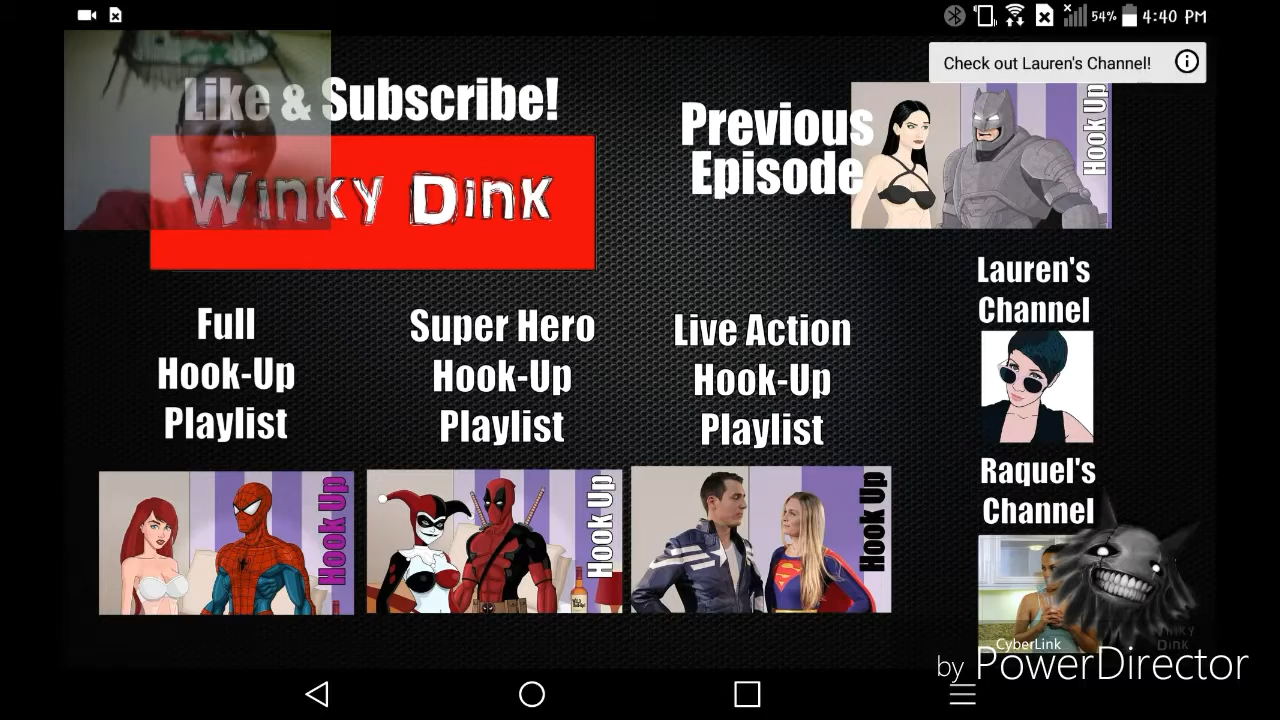 54% 4:40 PM
Check out Lauren's Channel!
Like & Subscribe!
Winky Dink
Previous
Episode
Hook Up
Lauren's
Channel
Full
Hook-Up
Playlist
Super Hero
Hook-Up
Playlist
Live Action
Hook-Up
Playlist
Raquel's
Channel
Hook Up
Hook Up
Hook Up
Winky
Dink
CyberLink
by PowerDirector